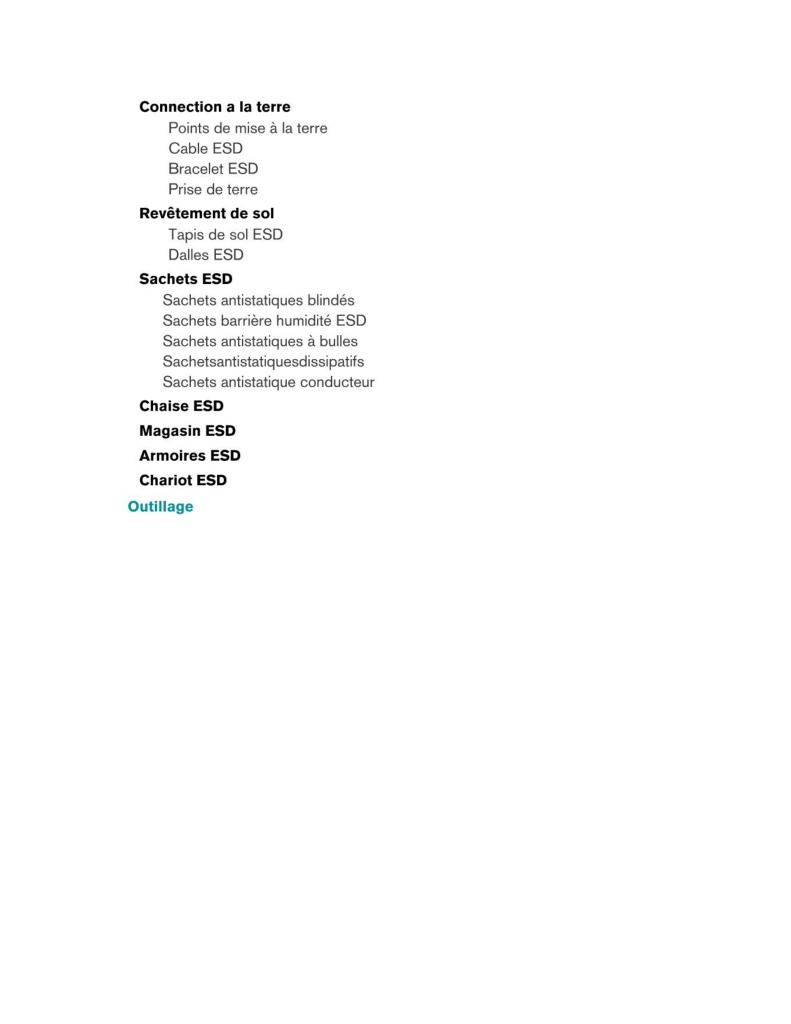 Connection a la terre
Points de mise à la terre
Cable ESD
Bracelet ESD
Prise de terre
Revêtement de sol
Tapis de sol ESD
Dalles ESD
Sachets ESD
Sachets antistatiques blindés
Sachets barrière humidité ESD
Sachets antistatiques à bulles
Sachetsantistatiquesdissipatifs
Sachets antistatique conducteur
Chaise ESD
Magasin ESD
Armoires ESD
Chariot ESD
Outillage